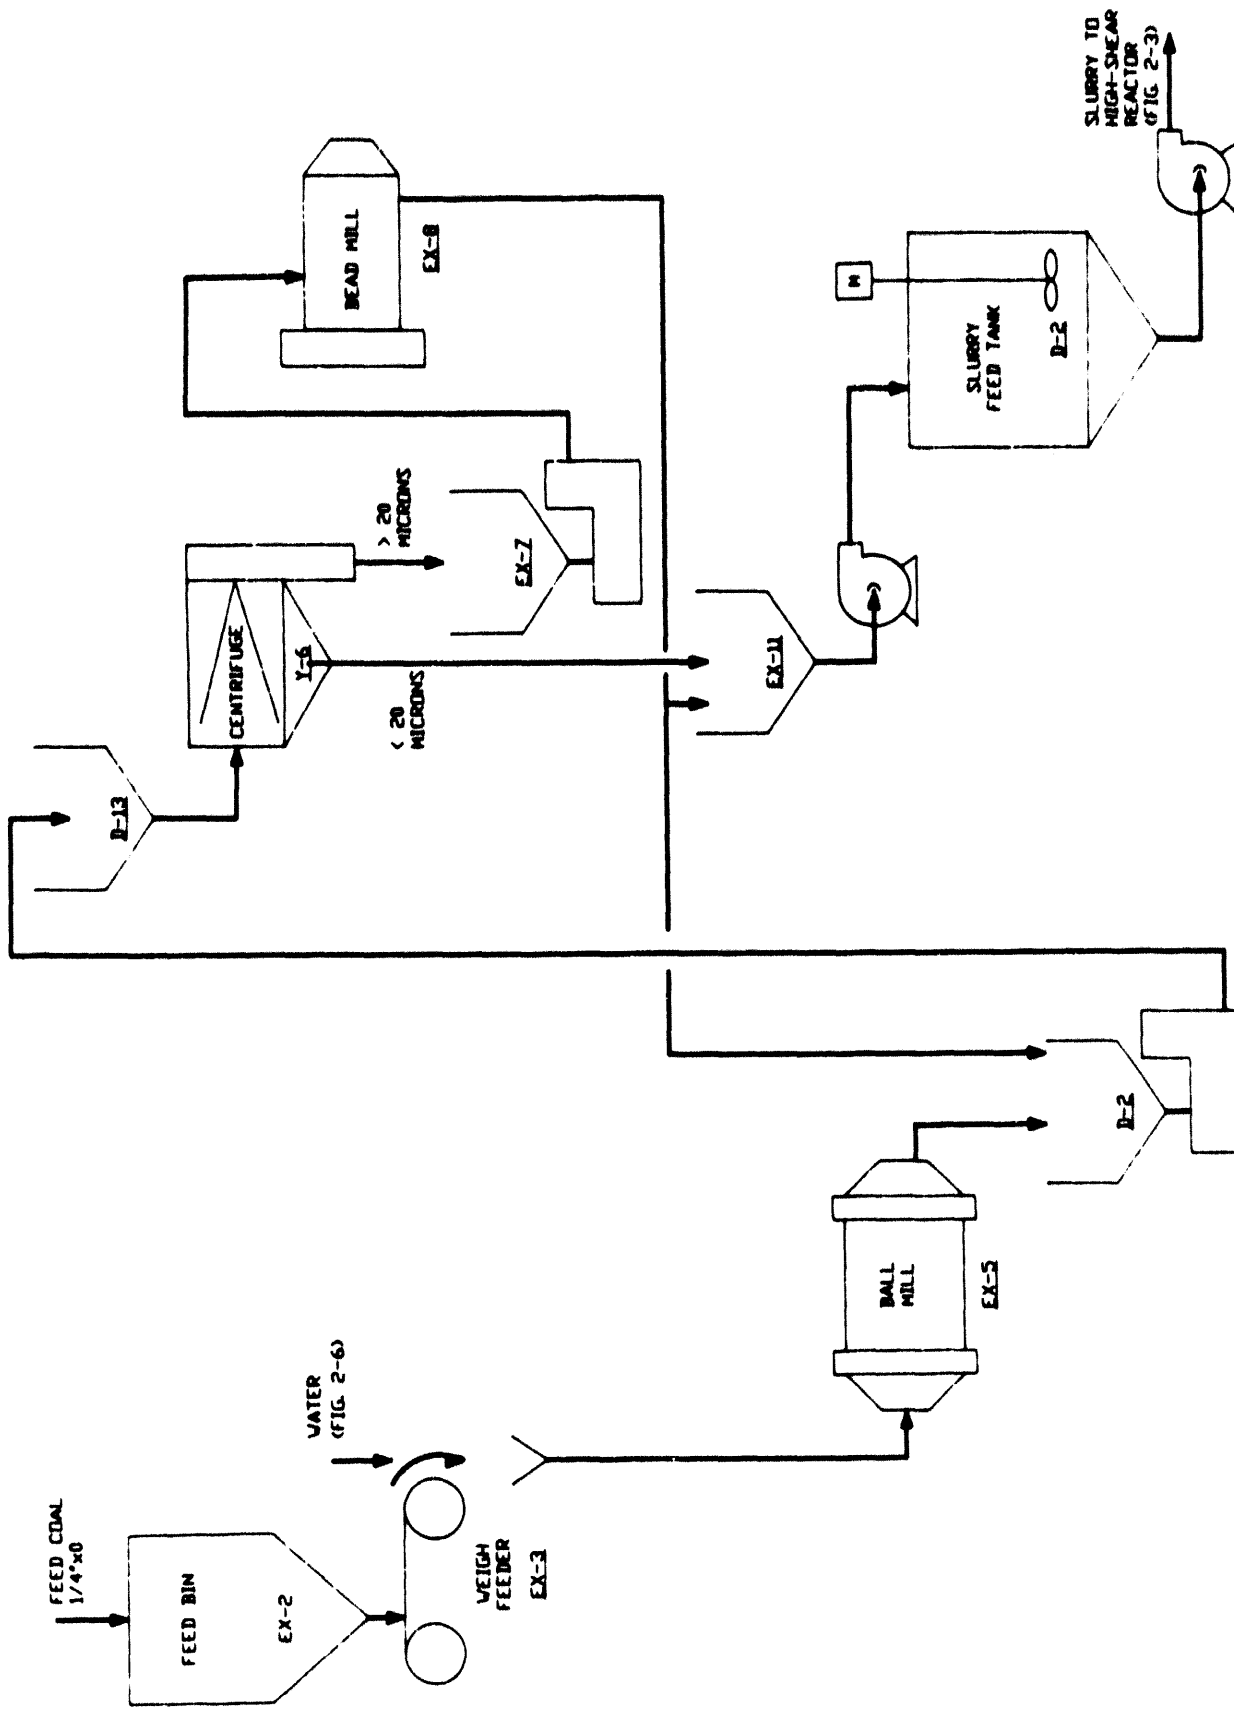 FEED COAL
1/4"x0
FEED BIN
EX-2
WATER
(FIG. 2-6)
WEIGH
FEEDER
EX-3
BALL
MILL
EX-5
D-2
D-13
CENTRIFUGE
Y-6
< 20
MICRONS
> 20
MICRONS
EX-7
BEAD MILL
EX-8
EX-11
M
SLURRY
FEED TANK
D-2
SLURRY TO
HIGH-SHEAR
REACTOR
(FIG. 2-3)